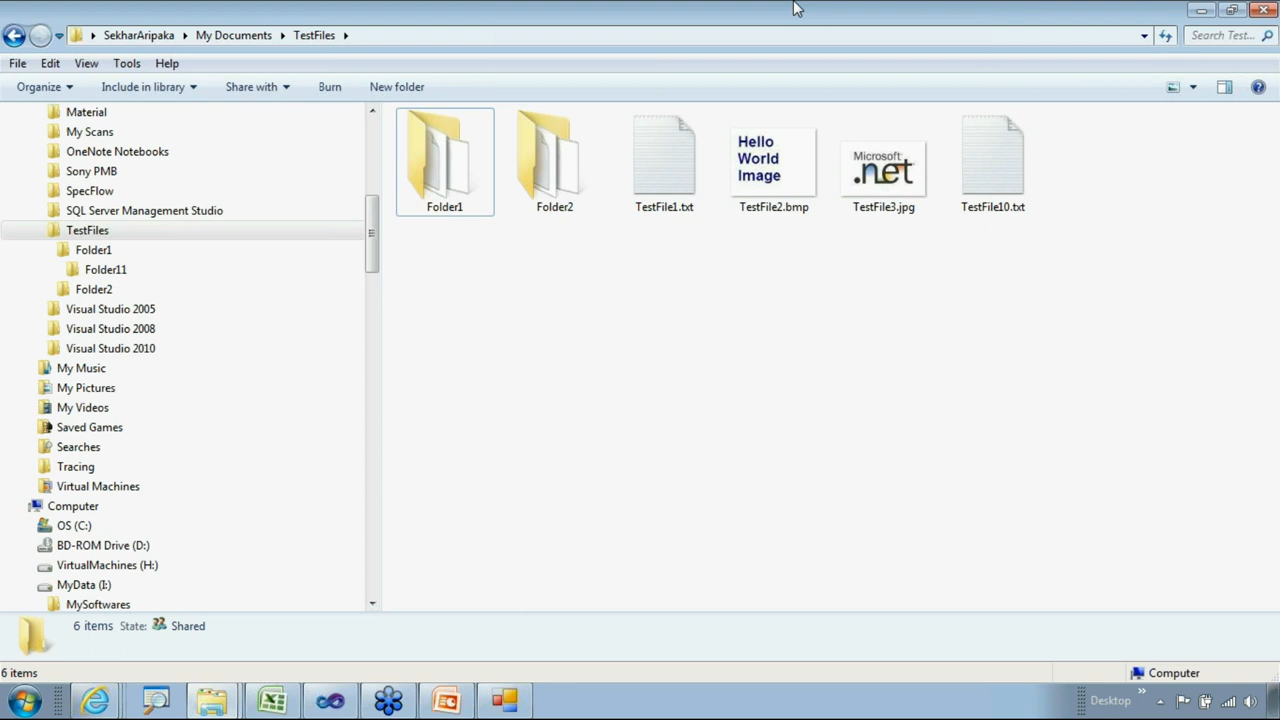 SekharAripaka My Documents TestFiles
Search Test...
File Edit View Tools Help
Organize Include in library Share with Burn New folder
Material
My Scans
OneNote Notebooks
Sony PMB
SpecFlow
SQL Server Management Studio
TestFiles
Folder1
Folder11
Folder2
Visual Studio 2005
Visual Studio 2008
Visual Studio 2010
My Music
My Pictures
My Videos
Saved Games
Searches
Tracing
Virtual Machines
Computer
OS (C:)
BD-ROM Drive (D:)
VirtualMachines (H:)
MyData (I:)
MySoftwares
Hello
World
Image
Microsoft
.net
Folder1 Folder2 TestFile1.txt TestFile2.bmp TestFile3.jpg TestFile10.txt
6 items State: Shared
6 items
Computer
Desktop